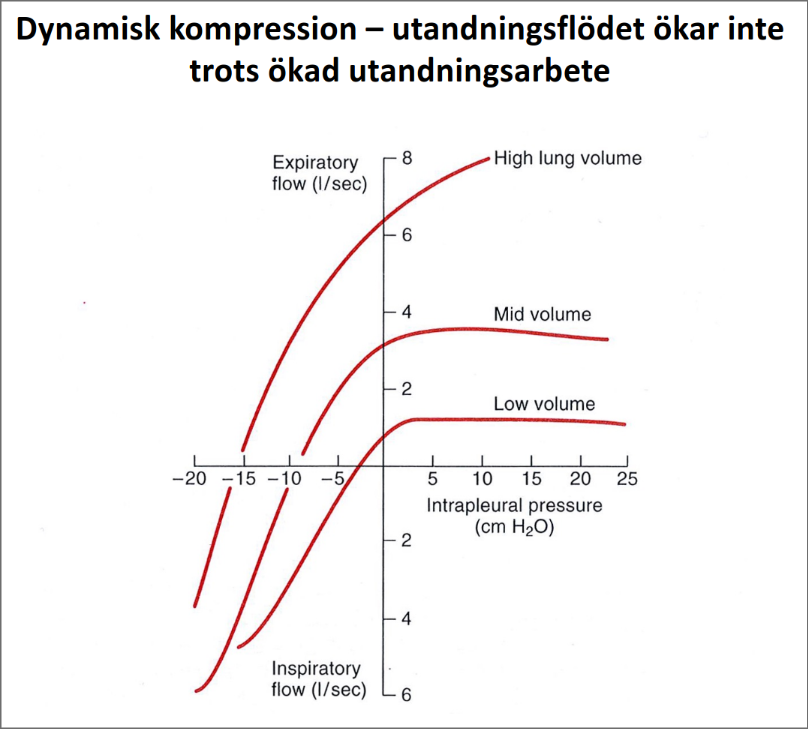 Dynamisk kompression – utandningsflödet ökar inte
trots ökad utandningsarbete
Expiratory
flow (l/sec)
8
High lung volume
6
4
Mid volume
2
Low volume
−20 −15 −10 −5 5 10 15 20 25
Intrapleural pressure
(cm H₂O)
2
4
Inspiratory
flow (l/sec)
6